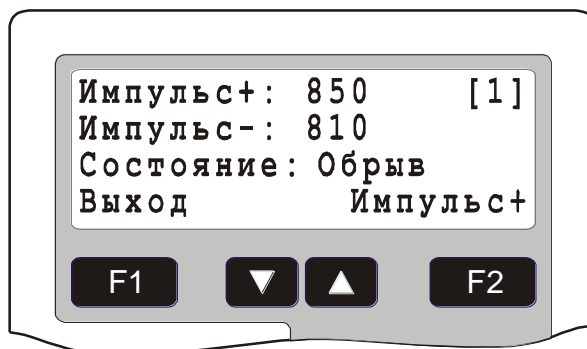 Импульс+: 850 [1]
Импульс-: 810
Состояние: Обрыв
Выход Импульс+
F1 F2